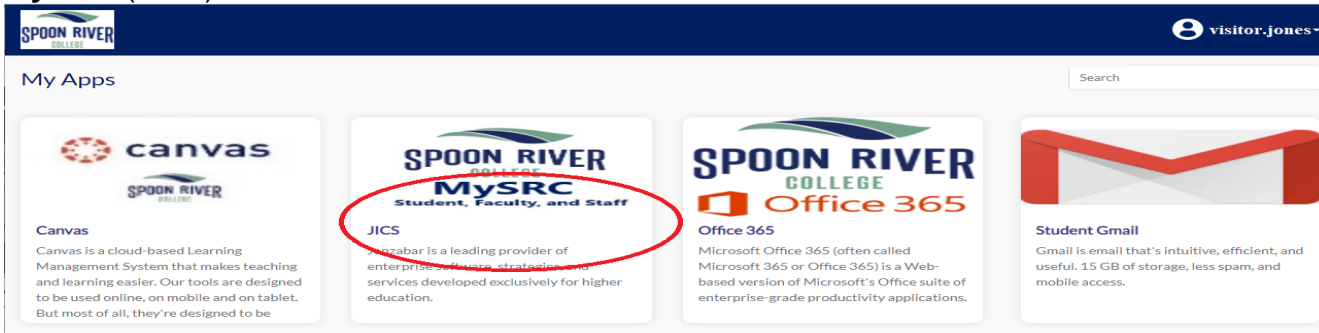 SPOON RIVER
COLLEGE
visitor.jones
My Apps
Search
canvas
SPOON RIVER
COLLEGE
Canvas
Canvas is a cloud-based Learning
Management System that makes teaching
and learning easier. Our tools are designed
to be used online, on mobile and on tablet.
But most of all, they're designed to be
SPOON RIVER
COLLEGE
MySRC
Student, Faculty, and Staff
JICS
Jenzabar is a leading provider of
enterprise software, strategies, and
services developed exclusively for higher
education.
SPOON RIVER
COLLEGE
Office 365
Office 365
Microsoft Office 365 (often called
Microsoft 365 or Office 365) is a Web-
based version of Microsoft's Office suite of
enterprise-grade productivity applications.
Student Gmail
Gmail is email that's intuitive, efficient, and
useful. 15 GB of storage, less spam, and
mobile access.